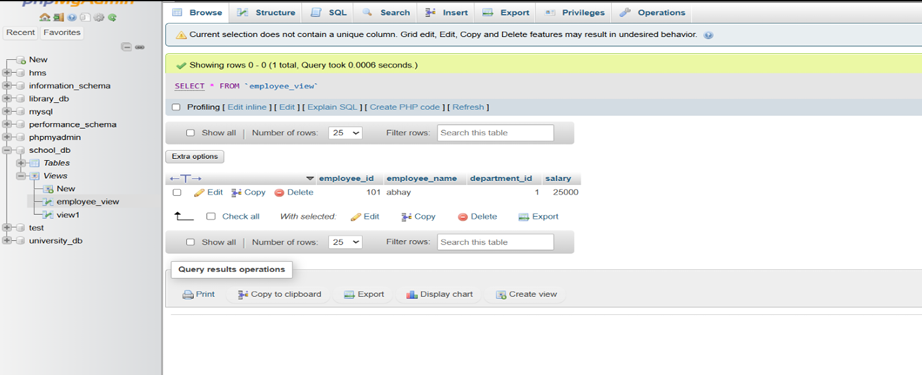 phpMyAdmin
Recent Favorites
New
hms
information_schema
library_db
mysql
performance_schema
phpmyadmin
school_db
Tables
Views
New
employee_view
view1
test
university_db
Browse Structure SQL Search Insert Export Privileges Operations
Current selection does not contain a unique column. Grid edit, Edit, Copy and Delete features may result in undesired behavior.
Showing rows 0 - 0 (1 total, Query took 0.0006 seconds.)
SELECT * FROM `employee_view`
Profiling [ Edit inline ] [ Edit ] [ Explain SQL ] [ Create PHP code ] [ Refresh ]
Show all | Number of rows: 25 Filter rows: Search this table
Extra options
←T→ employee_id employee_name department_id salary
Edit Copy Delete 101 abhay 1 25000
Check all With selected: Edit Copy Delete Export
Show all | Number of rows: 25 Filter rows: Search this table
Query results operations
Print Copy to clipboard Export Display chart Create view